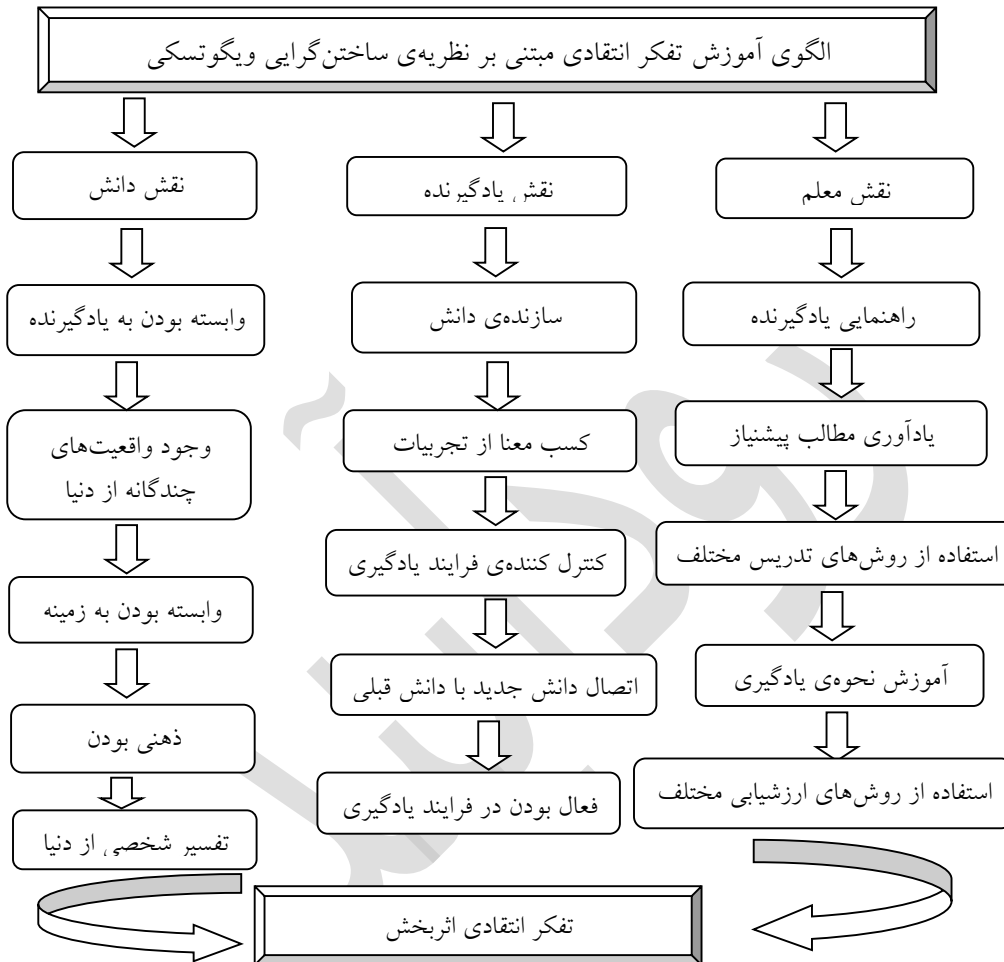 الگوی آموزش تفکر انتقادی مبتنی بر نظریه‌ی ساختن‌گرایی ویگوتسکی
نقش معلم
راهنمایی یادگیرنده
یادآوری مطالب پیشنیاز
استفاده از روش‌های تدریس مختلف
آموزش نحوه‌ی یادگیری
استفاده از روش‌های ارزشیابی مختلف
نقش یادگیرنده
سازنده‌ی دانش
کسب معنا از تجربیات
کنترل کننده‌ی فرایند یادگیری
اتصال دانش جدید با دانش قبلی
فعال بودن در فرایند یادگیری
نقش دانش
وابسته بودن به یادگیرنده
وجود واقعیت‌های
چندگانه از دنیا
وابسته بودن به زمینه
ذهنی بودن
تفسیر شخصی از دنیا
تفکر انتقادی اثربخش